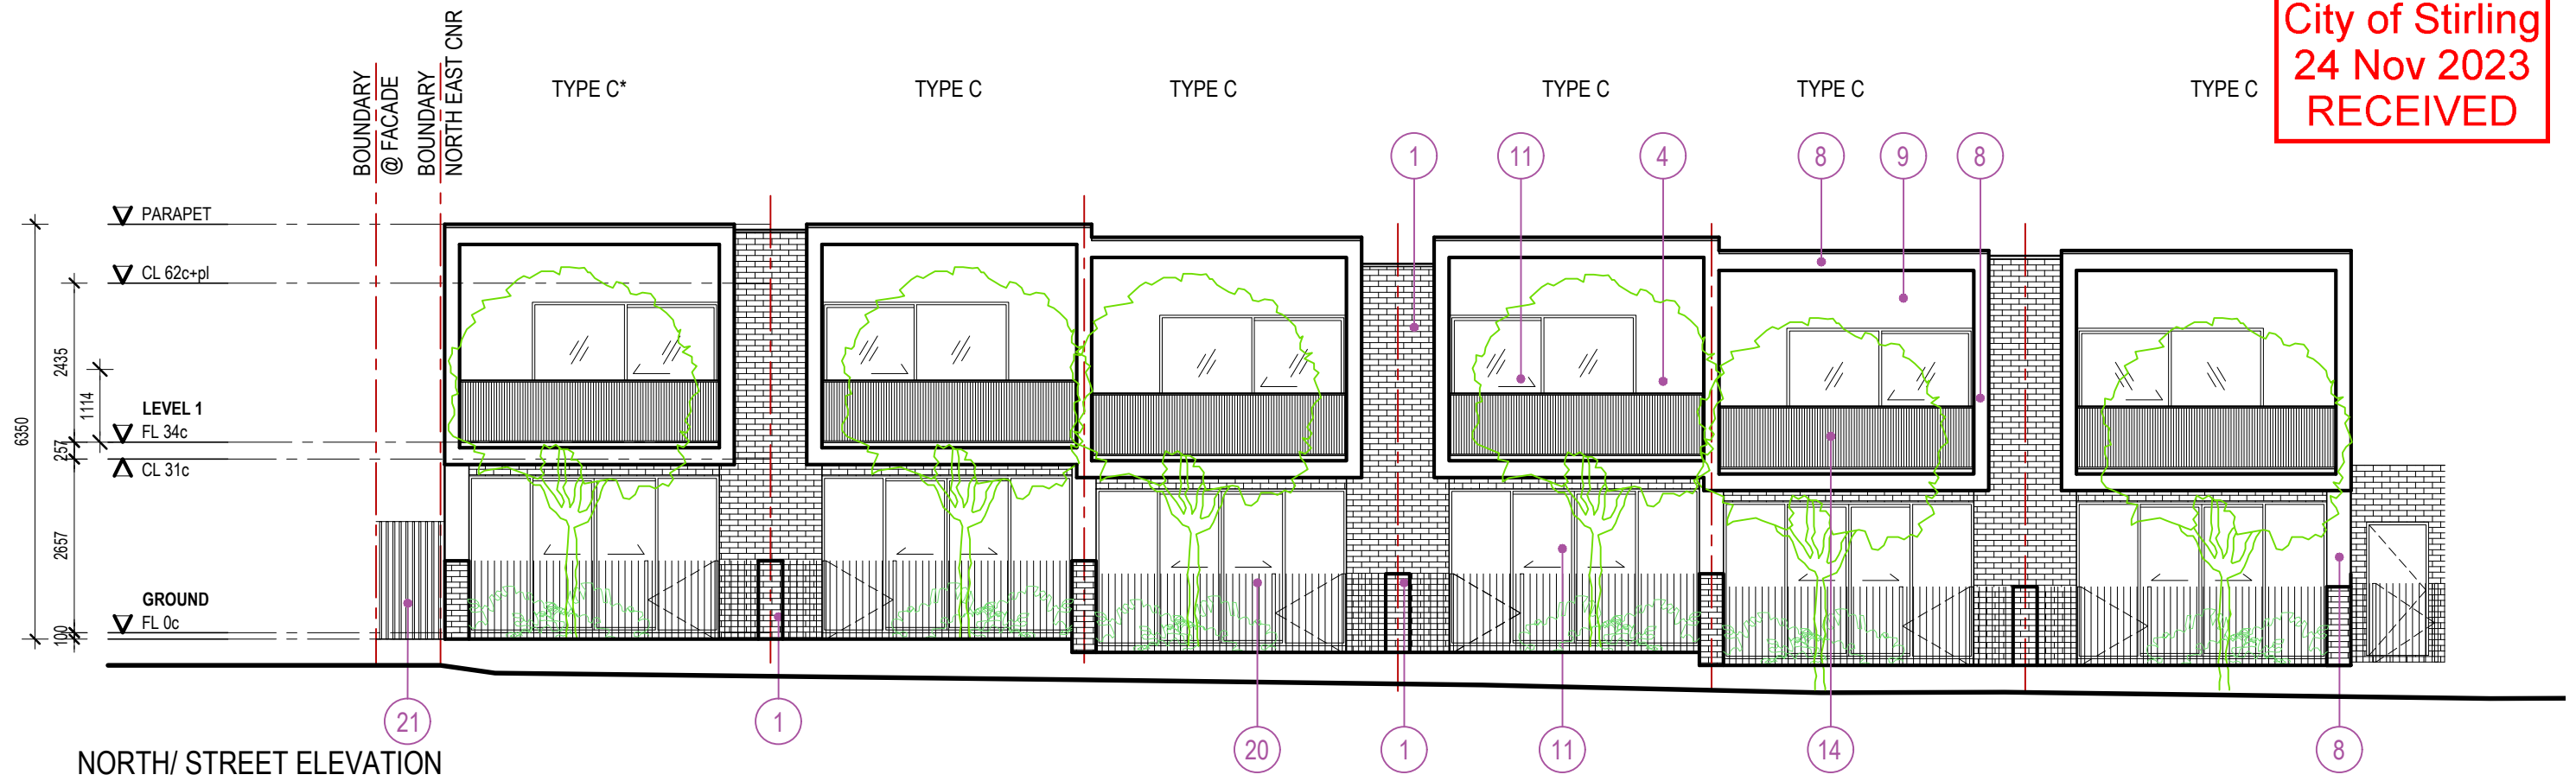 City of Stirling
24 Nov 2023
RECEIVED
BOUNDARY
@ FACADE
BOUNDARY
NORTH EAST CNR
TYPE C*
TYPE C
TYPE C
TYPE C
TYPE C
TYPE C
1
11
4
8
9
8
PARAPET
CL 62c+pl
LEVEL 1
FL 34c
CL 31c
GROUND
FL 0c
6350
2435
1114
257
2657
100
21
1
20
1
11
14
8
NORTH/ STREET ELEVATION